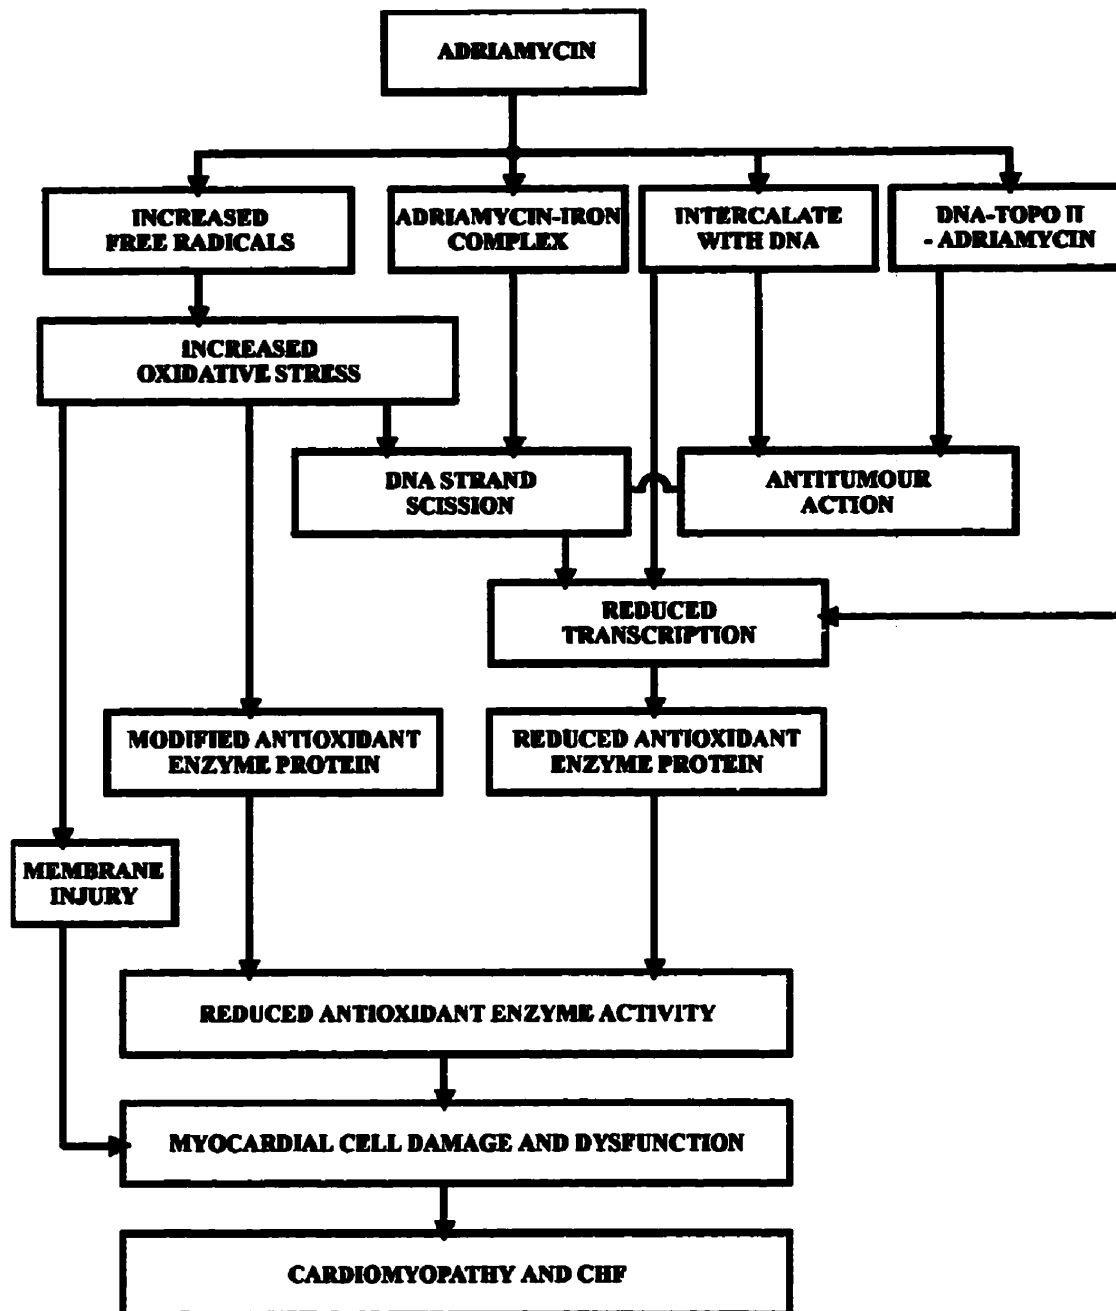 ADRIAMYCIN
INCREASED
FREE RADICALS
ADRIAMYCIN-IRON
COMPLEX
INTERCALATE
WITH DNA
DNA-TOPO II
- ADRIAMYCIN
INCREASED
OXIDATIVE STRESS
DNA STRAND
SCISSION
ANTITUMOUR
ACTION
REDUCED
TRANSCRIPTION
MODIFIED ANTIOXIDANT
ENZYME PROTEIN
REDUCED ANTIOXIDANT
ENZYME PROTEIN
MEMBRANE
INJURY
REDUCED ANTIOXIDANT ENZYME ACTIVITY
MYOCARDIAL CELL DAMAGE AND DYSFUNCTION
CARDIOMYOPATHY AND CHF